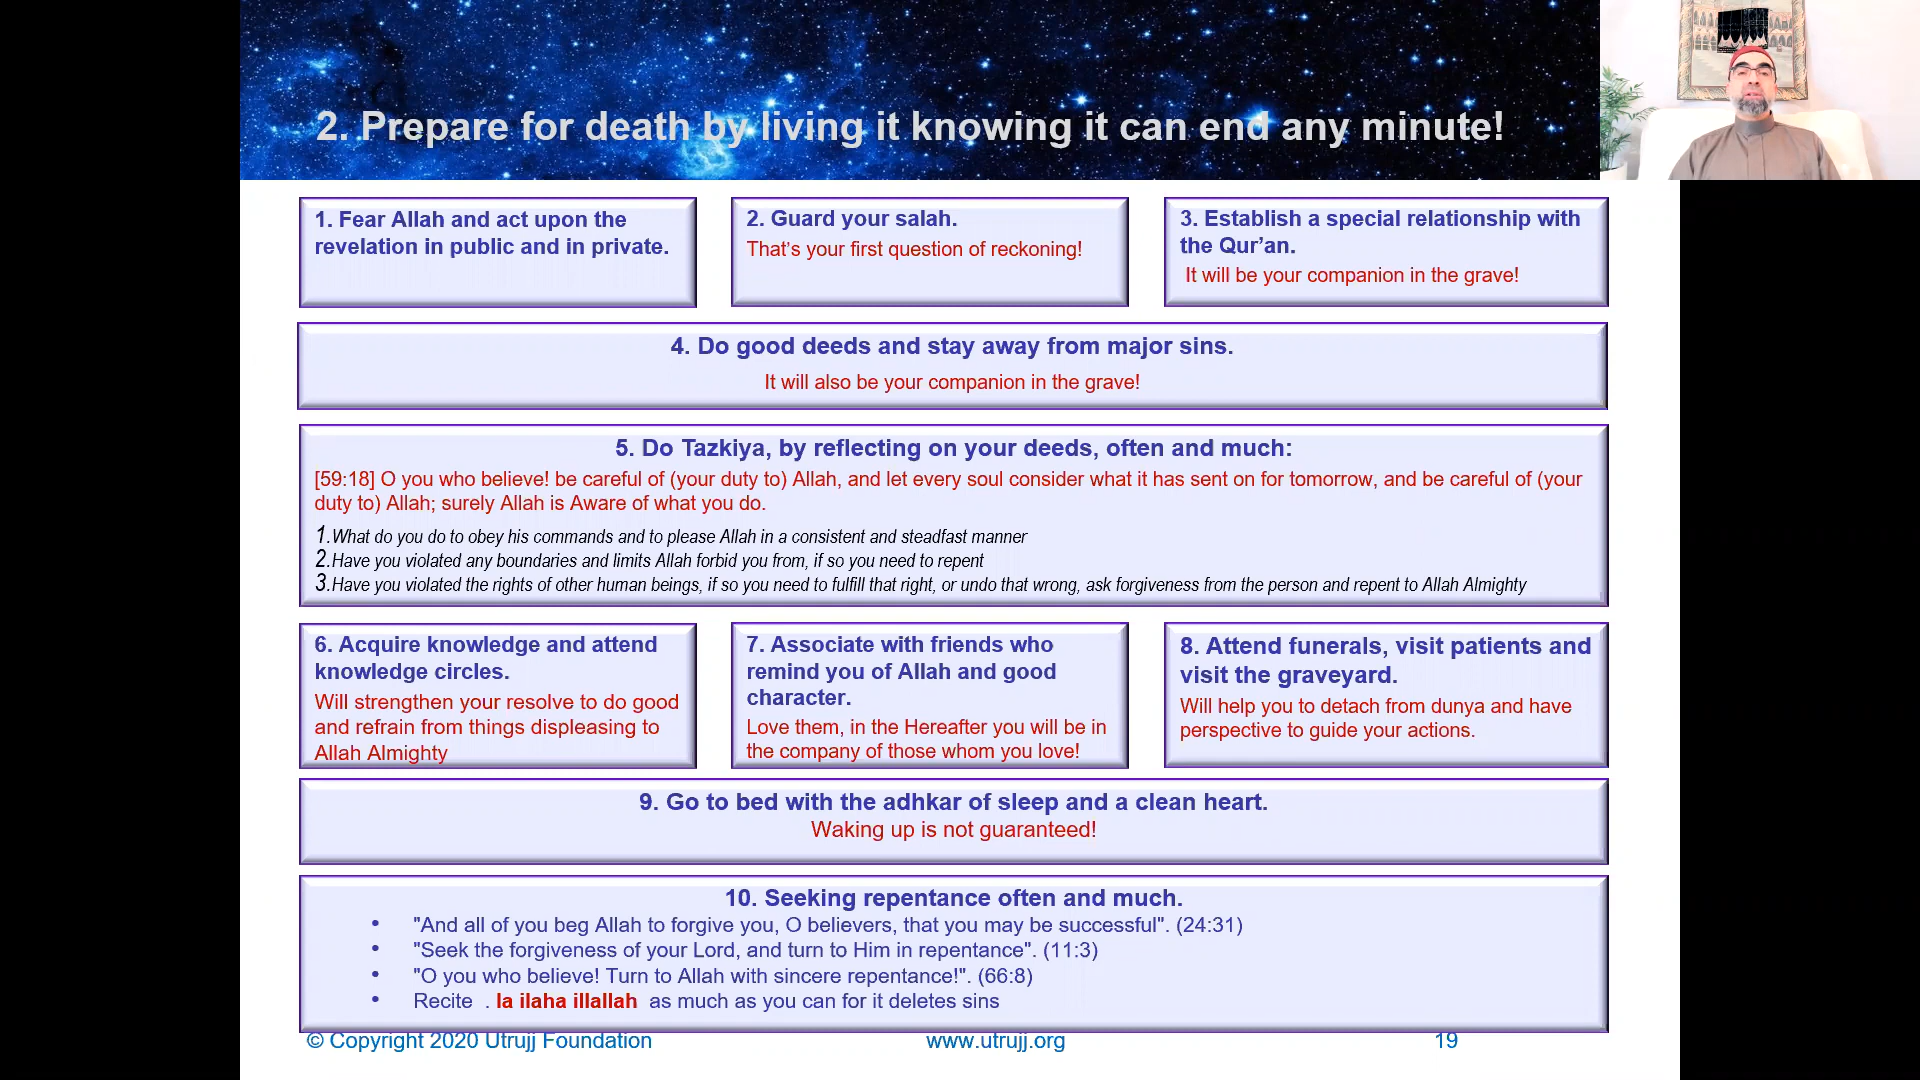 2. Prepare for death by living it knowing it can end any minute!
1. Fear Allah and act upon the
revelation in public and in private.
2. Guard your salah.
That's your first question of reckoning!
3. Establish a special relationship with
the Qur'an.
It will be your companion in the grave!
4. Do good deeds and stay away from major sins.
It will also be your companion in the grave!
5. Do Tazkiya, by reflecting on your deeds, often and much:
[59:18] O you who believe! be careful of (your duty to) Allah, and let every soul consider what it has sent on for tomorrow, and be careful of (your
duty to) Allah; surely Allah is Aware of what you do.
1.What do you do to obey his commands and to please Allah in a consistent and steadfast manner
2.Have you violated any boundaries and limits Allah forbid you from, if so you need to repent
3.Have you violated the rights of other human beings, if so you need to fulfill that right, or undo that wrong, ask forgiveness from the person and repent to Allah Almighty
6. Acquire knowledge and attend
knowledge circles.
Will strengthen your resolve to do good
and refrain from things displeasing to
Allah Almighty
7. Associate with friends who
remind you of Allah and good
character.
Love them, in the Hereafter you will be in
the company of those whom you love!
8. Attend funerals, visit patients and
visit the graveyard.
Will help you to detach from dunya and have
perspective to guide your actions.
9. Go to bed with the adhkar of sleep and a clean heart.
Waking up is not guaranteed!
10. Seeking repentance often and much.
• "And all of you beg Allah to forgive you, O believers, that you may be successful". (24:31)
• "Seek the forgiveness of your Lord, and turn to Him in repentance". (11:3)
• "O you who believe! Turn to Allah with sincere repentance!". (66:8)
• Recite . la ilaha illallah as much as you can for it deletes sins
© Copyright 2020 Utrujj Foundation
www.utrujj.org
19